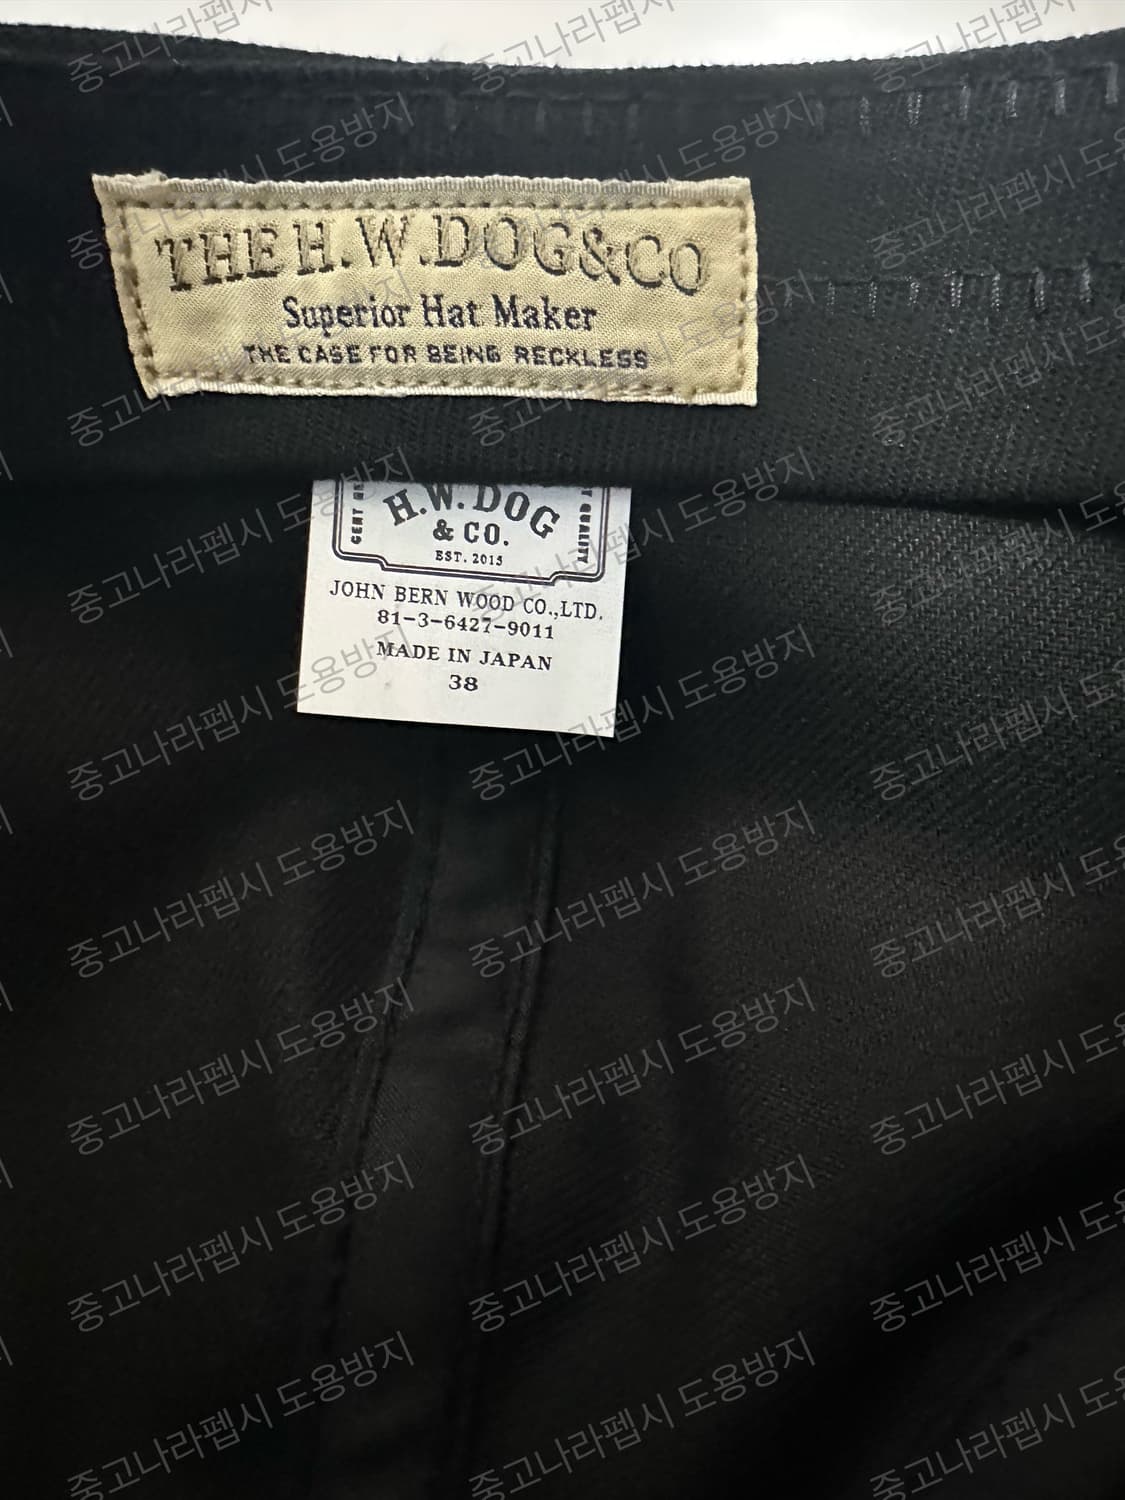 THE H.W.DOG&CO
Superior Hat Maker
THE CASE FOR BEING RECKLESS
H.W.DOG
& CO.
EST. 2015
QUALITY
JOHN BERN WOOD CO.,LTD.
81-3-6427-9011
MADE IN JAPAN
38
중고나라펩시 도용방지